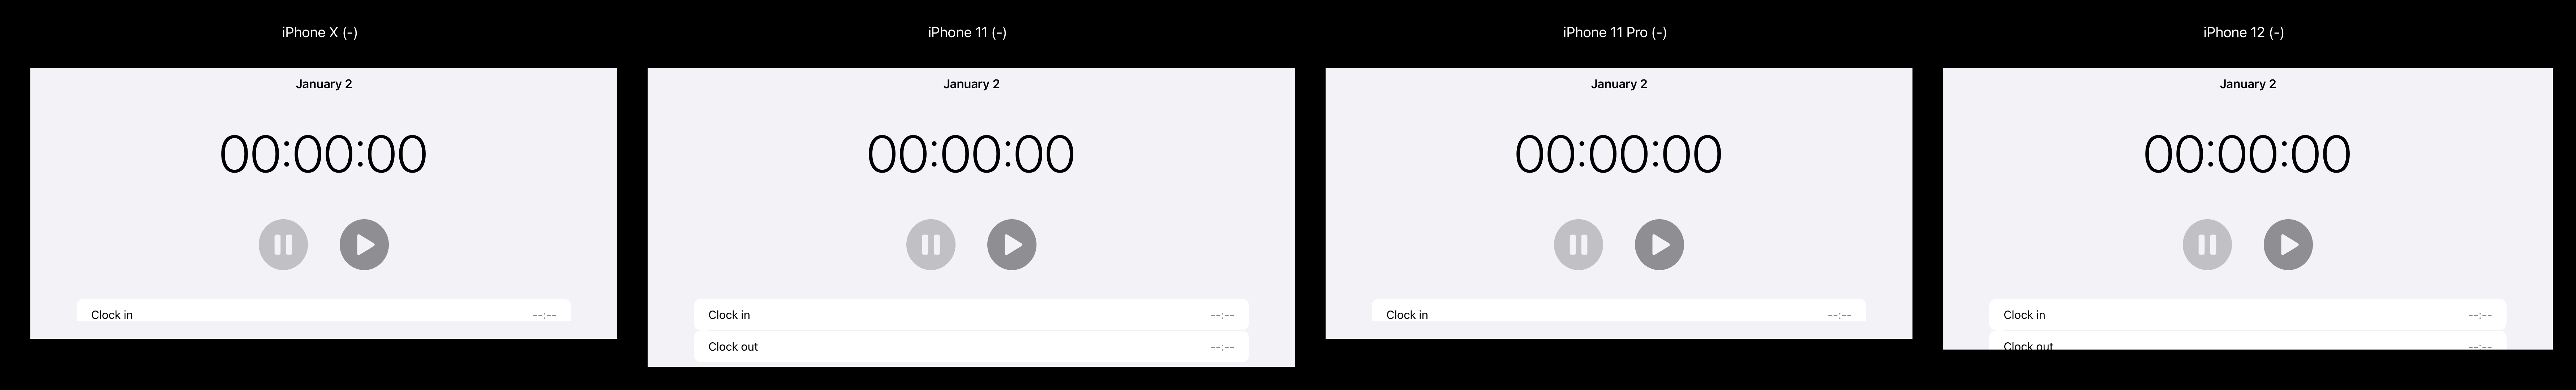 iPhone X (-)
January 2
00:00:00
Clock in --:--
iPhone 11 (-)
January 2
00:00:00
Clock in --:--
Clock out --:--
iPhone 11 Pro (-)
January 2
00:00:00
Clock in --:--
iPhone 12 (-)
January 2
00:00:00
Clock in --:--
Clock out --:--